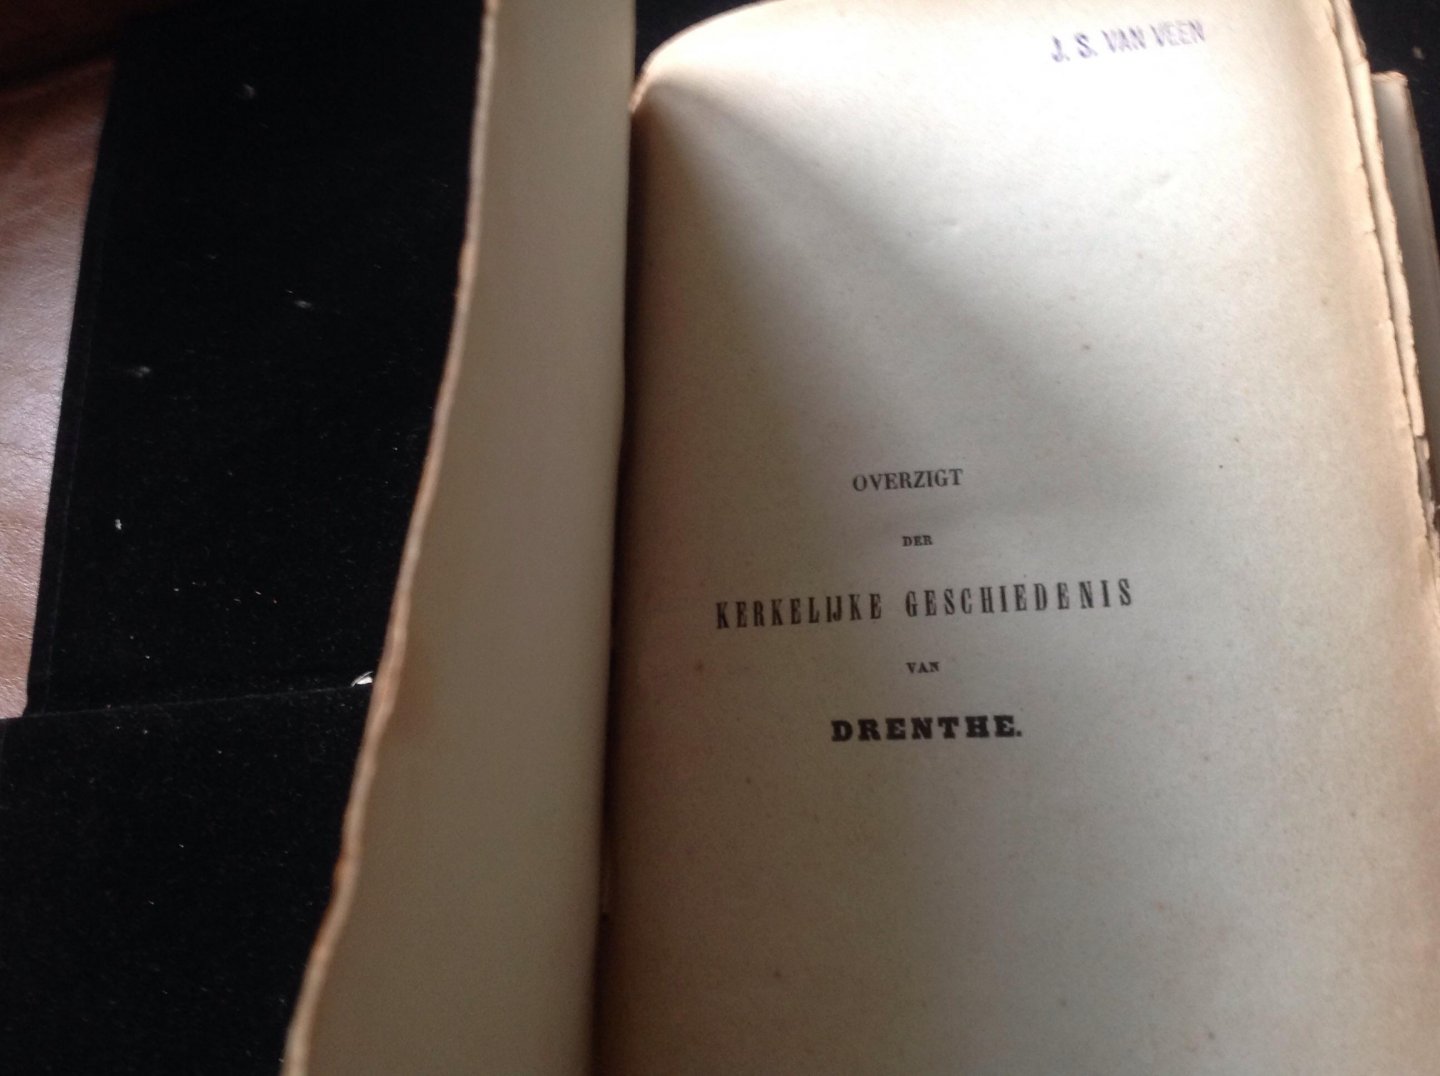 J. S. VAN VEEN
OVERZIGT
DER
KERKELIJKE GESCHIEDENIS
VAN
DRENTHE.